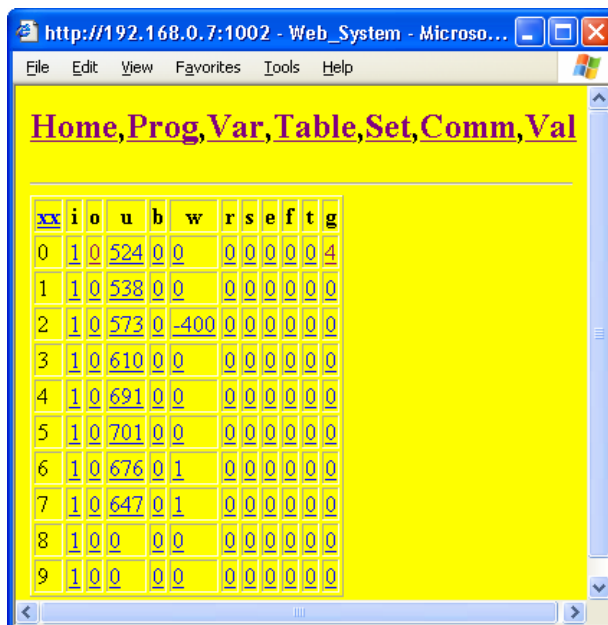 http://192.168.0.7:1002 - Web_System - Microso...
File Edit View Favorites Tools Help
Home,Prog,Var,Table,Set,Comm,Val
xx i o u b w r s e f t g
0 1 0 524 0 0 0 0 0 0 0 4
1 1 0 538 0 0 0 0 0 0 0 0
2 1 0 573 0 -400 0 0 0 0 0 0
3 1 0 610 0 0 0 0 0 0 0 0
4 1 0 691 0 0 0 0 0 0 0 0
5 1 0 701 0 0 0 0 0 0 0 0
6 1 0 676 0 1 0 0 0 0 0 0
7 1 0 647 0 1 0 0 0 0 0 0
8 1 0 0 0 0 0 0 0 0 0 0
9 1 0 0 0 0 0 0 0 0 0 0